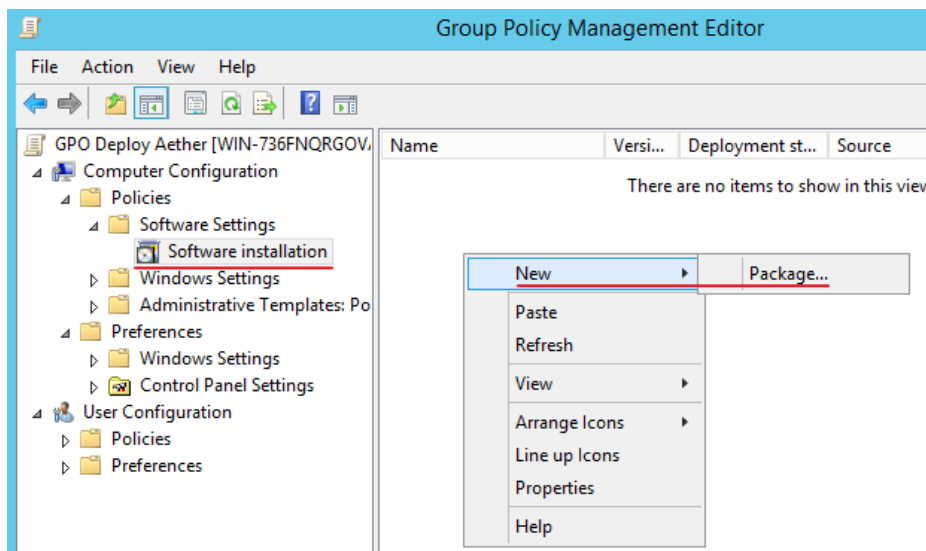 Group Policy Management Editor
File Action View Help
GPO Deploy Aether [WIN-736FNQRGOV
Computer Configuration
Policies
Software Settings
Software installation
Windows Settings
Administrative Templates: Po
Preferences
Windows Settings
Control Panel Settings
User Configuration
Policies
Preferences
Name Versi... Deployment st... Source
There are no items to show in this view
New
Package...
Paste
Refresh
View
Arrange Icons
Line up Icons
Properties
Help